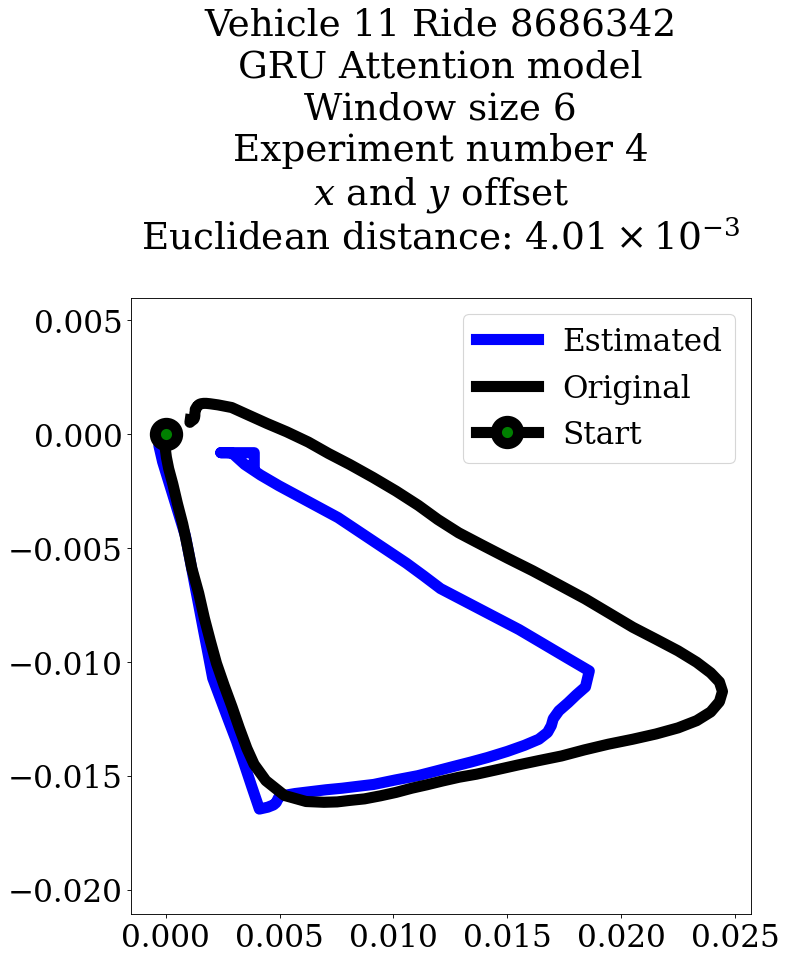 Vehicle 11 Ride 8686342
GRU Attention model
Window size 6
Experiment number 4
x and y offset
Euclidean distance: 4.01 × 10⁻³
Estimated
Original
Start
0.005
0.000
−0.005
−0.010
−0.015
−0.020
0.000 0.005 0.010 0.015 0.020 0.025